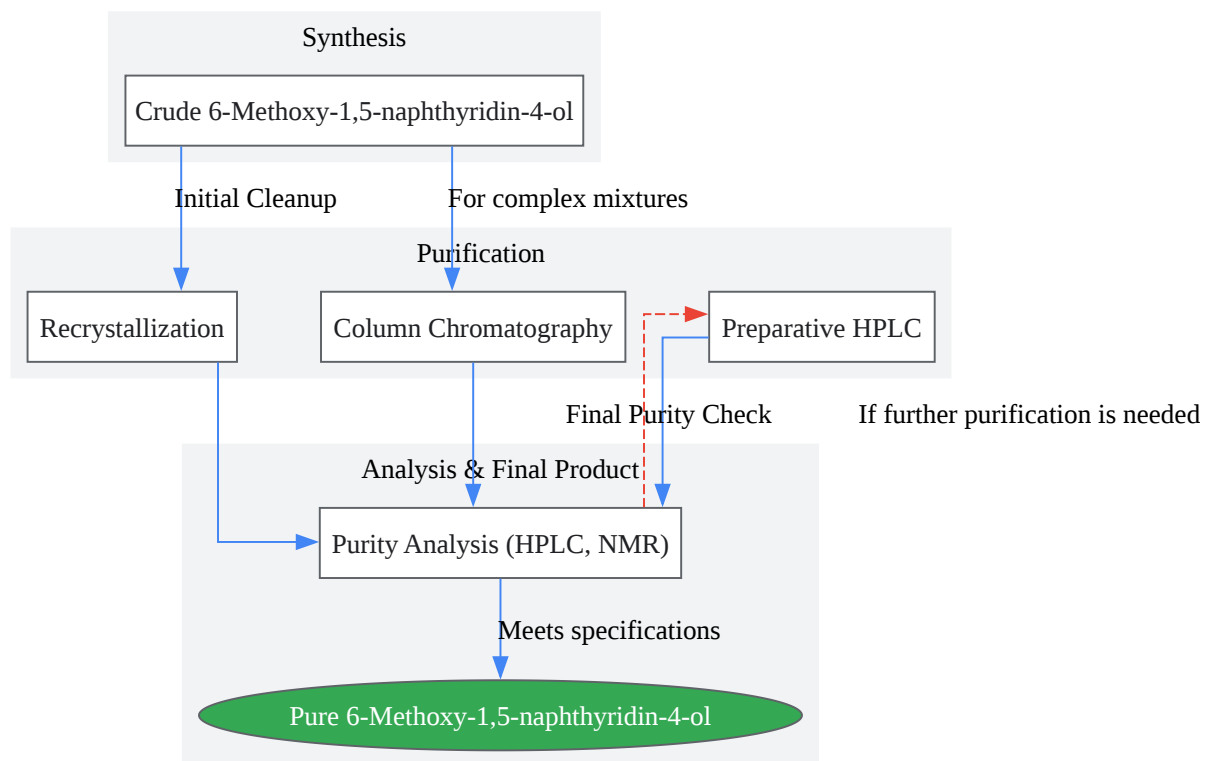 Synthesis
Crude 6-Methoxy-1,5-naphthyridin-4-ol
Initial Cleanup
For complex mixtures
Purification
Recrystallization
Column Chromatography
Preparative HPLC
Final Purity Check
If further purification is needed
Analysis & Final Product
Purity Analysis (HPLC, NMR)
Meets specifications
Pure 6-Methoxy-1,5-naphthyridin-4-ol